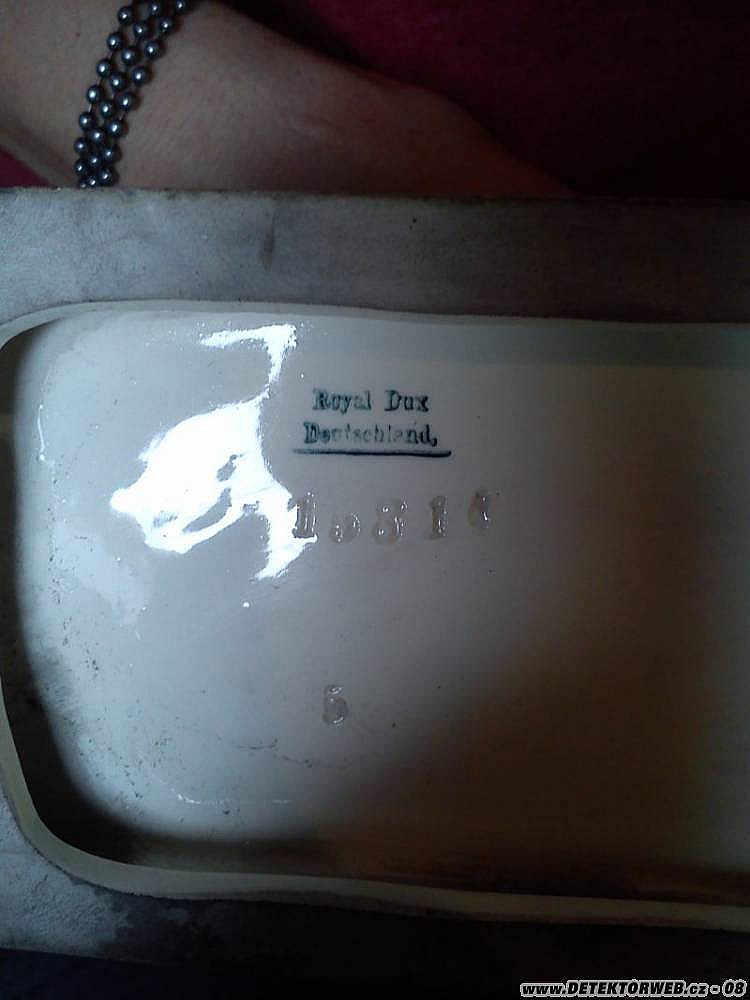 Royal Dux
Deutschland,
5
www.DETEKTORWEB.cz - 08